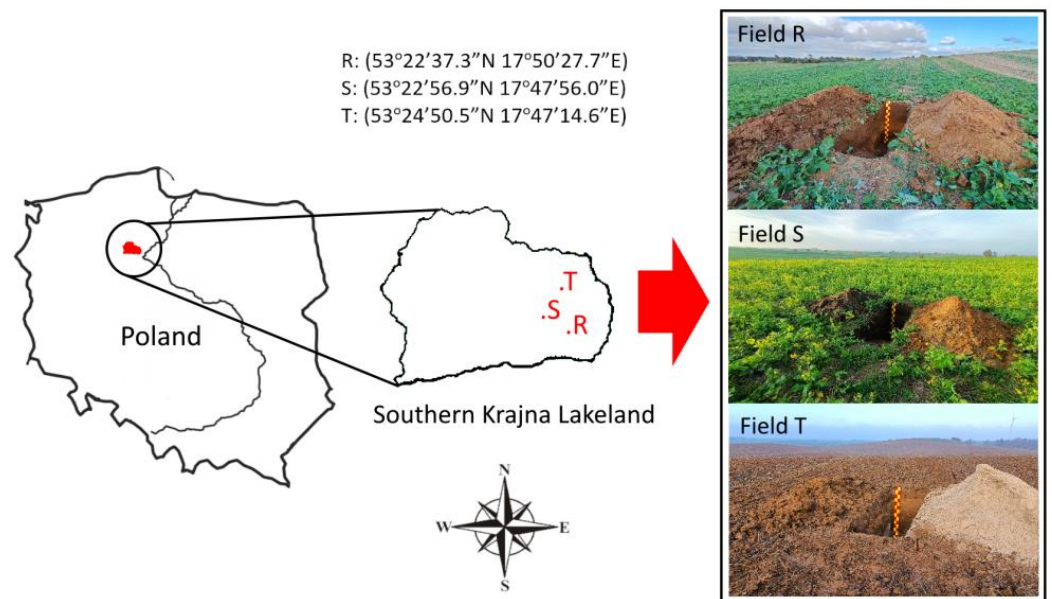 R: (53°22’37.3”N 17°50’27.7”E)
S: (53°22’56.9”N 17°47’56.0”E)
T: (53°24’50.5”N 17°47’14.6”E)
Poland
.T
.S
.R
Southern Krajna Lakeland
N
W
E
S
Field R
Field S
Field T